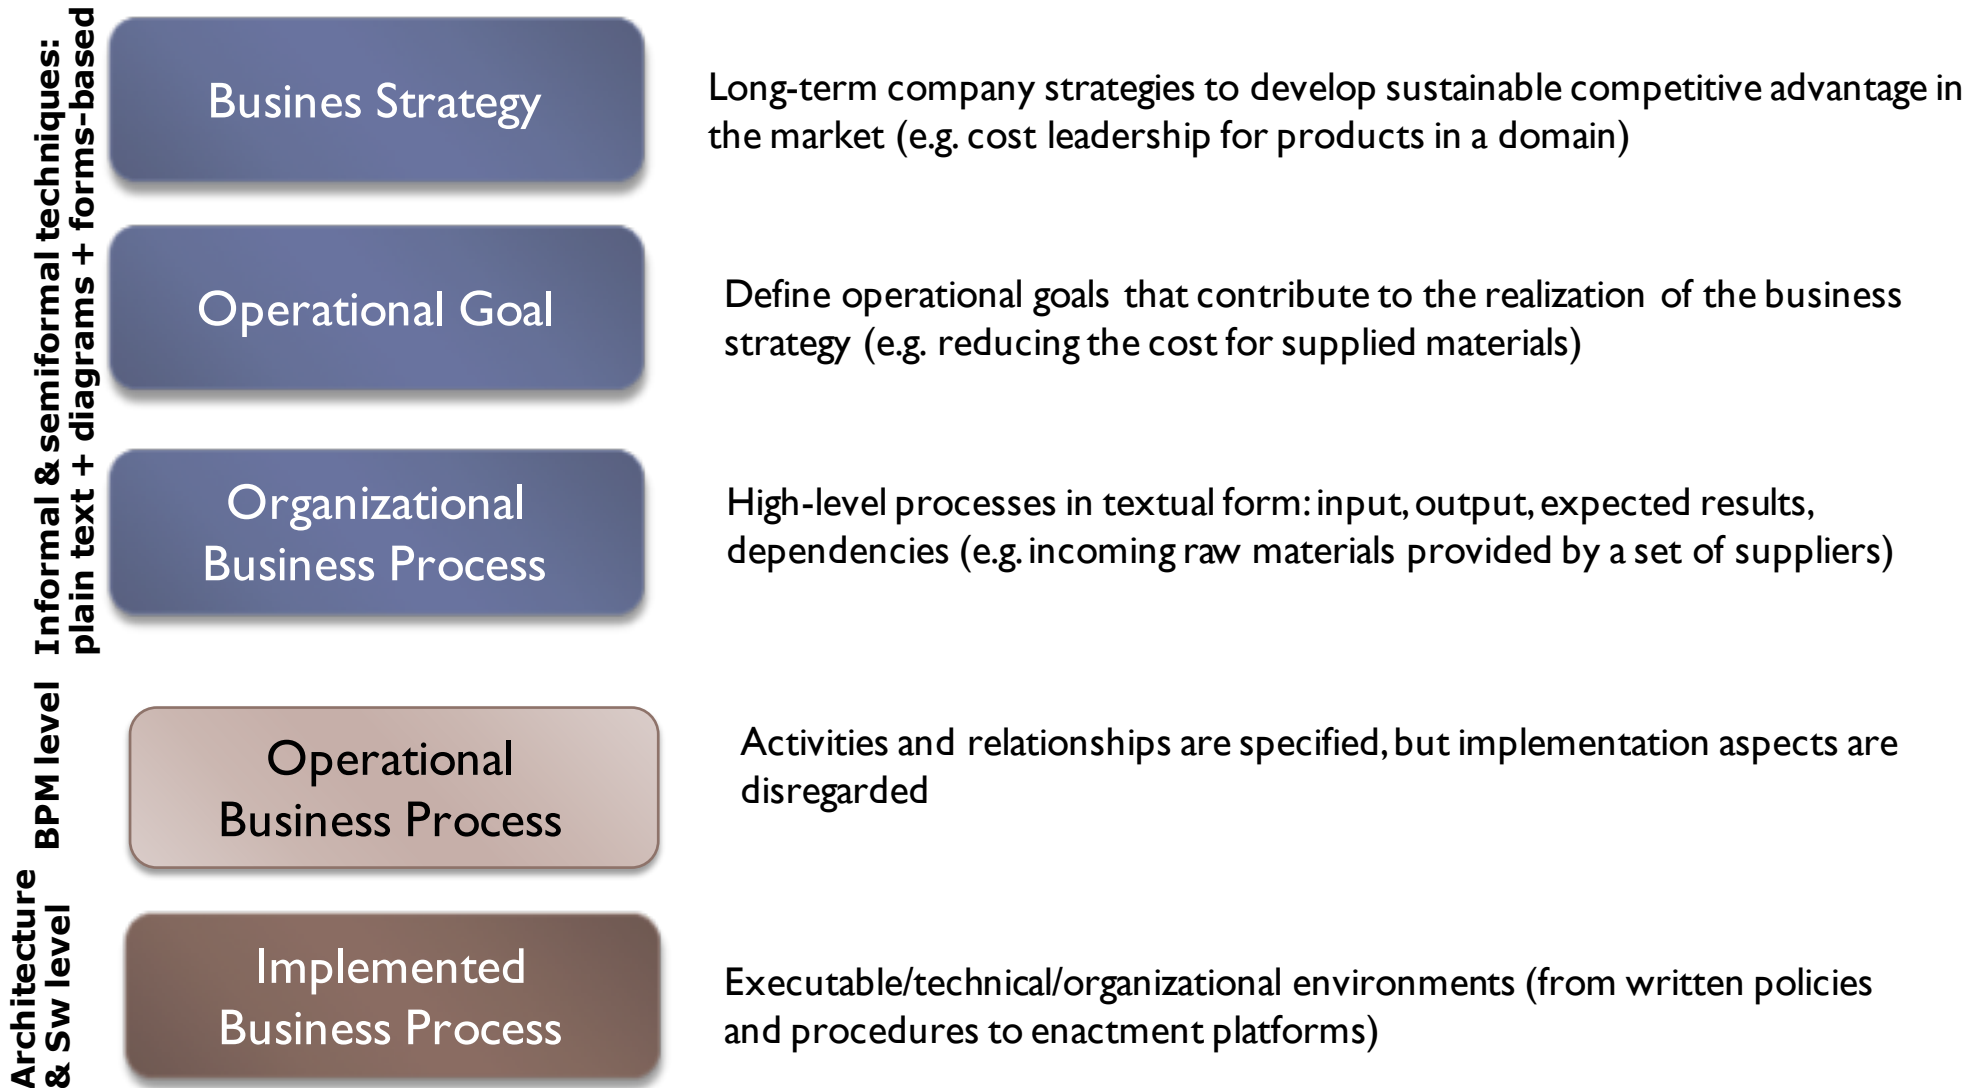 Informal & semiformal techniques:
plain text + diagrams + forms-based
Busines Strategy
Long-term company strategies to develop sustainable competitive advantage in
the market (e.g. cost leadership for products in a domain)
Operational Goal
Define operational goals that contribute to the realization of the business
strategy (e.g. reducing the cost for supplied materials)
Organizational
Business Process
High-level processes in textual form: input, output, expected results,
dependencies (e.g. incoming raw materials provided by a set of suppliers)
BPM level
Operational
Business Process
Activities and relationships are specified, but implementation aspects are
disregarded
Architecture
& Sw level
Implemented
Business Process
Executable/technical/organizational environments (from written policies
and procedures to enactment platforms)